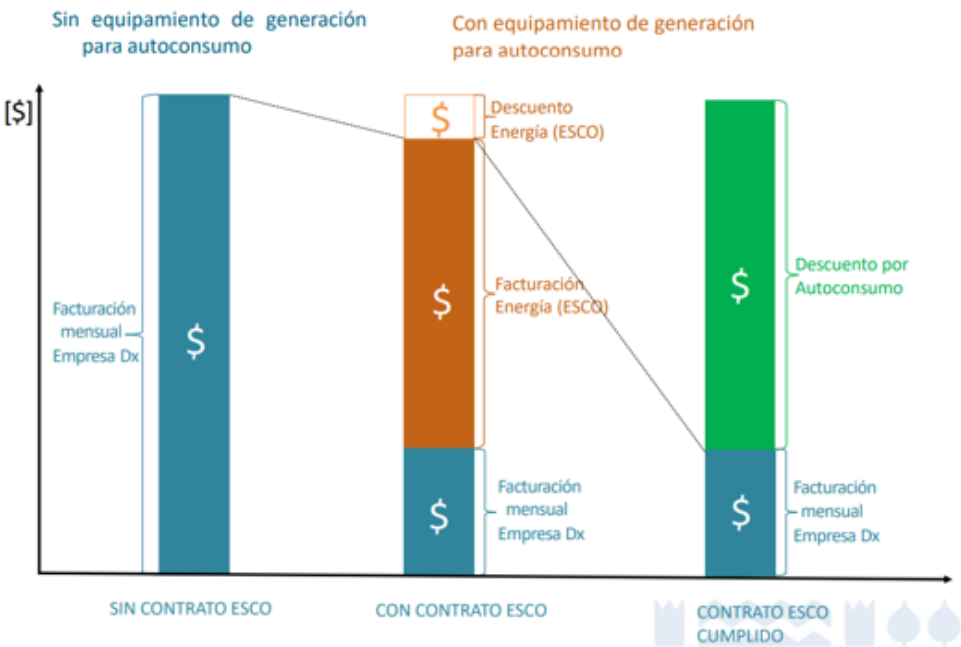 Sin equipamiento de generación
para autoconsumo
Con equipamiento de generación
para autoconsumo
[$]
Facturación
mensual
Empresa Dx
$
$
Descuento
Energía (ESCO)
$
Facturación
Energía (ESCO)
$
Facturación
mensual
Empresa Dx
$
Descuento por
Autoconsumo
$
Facturación
mensual
Empresa Dx
SIN CONTRATO ESCO
CON CONTRATO ESCO
CONTRATO ESCO
CUMPLIDO